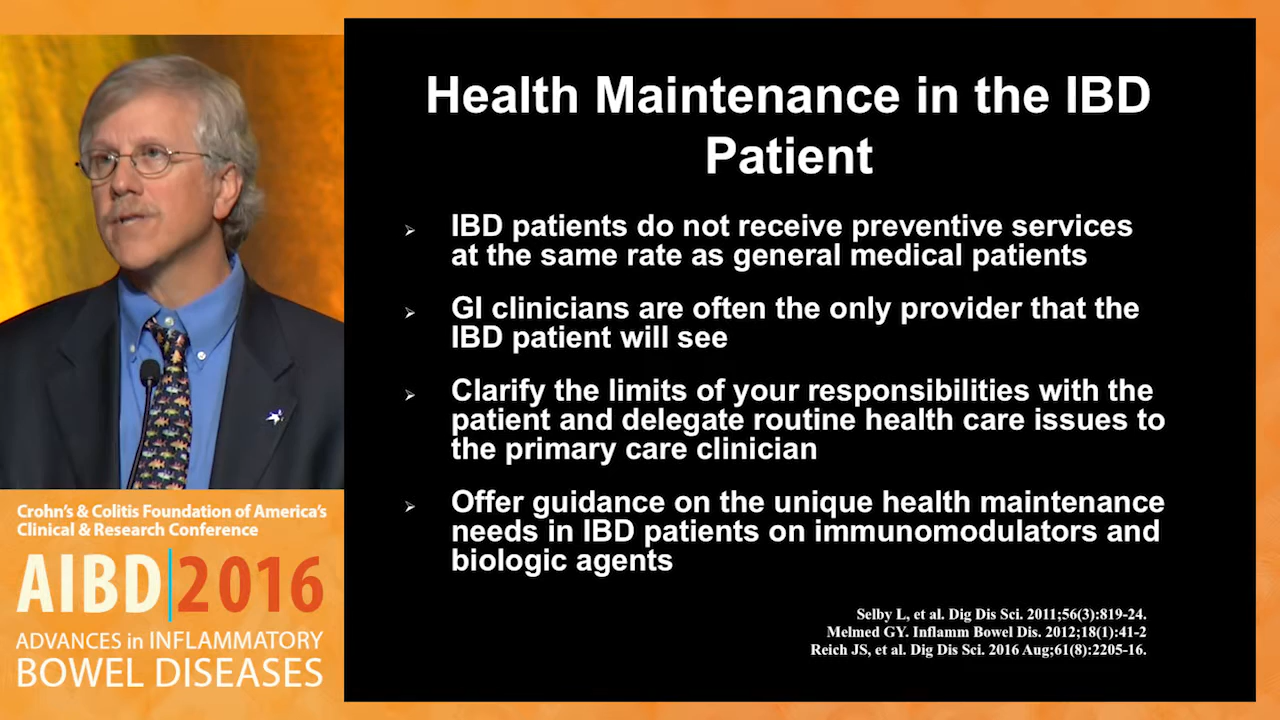 Health Maintenance in the IBD
Patient
IBD patients do not receive preventive services
at the same rate as general medical patients
GI clinicians are often the only provider that the
IBD patient will see
Clarify the limits of your responsibilities with the
patient and delegate routine health care issues to
the primary care clinician
Offer guidance on the unique health maintenance
needs in IBD patients on immunomodulators and
biologic agents
Selby L, et al. Dig Dis Sci. 2011;56(3):819-24.
Melmed GY. Inflamm Bowel Dis. 2012;18(1):41-2
Reich JS, et al. Dig Dis Sci. 2016 Aug;61(8):2205-16.
Crohn's & Colitis Foundation of America's
Clinical & Research Conference
AIBD|2016
ADVANCES in INFLAMMATORY
BOWEL DISEASES